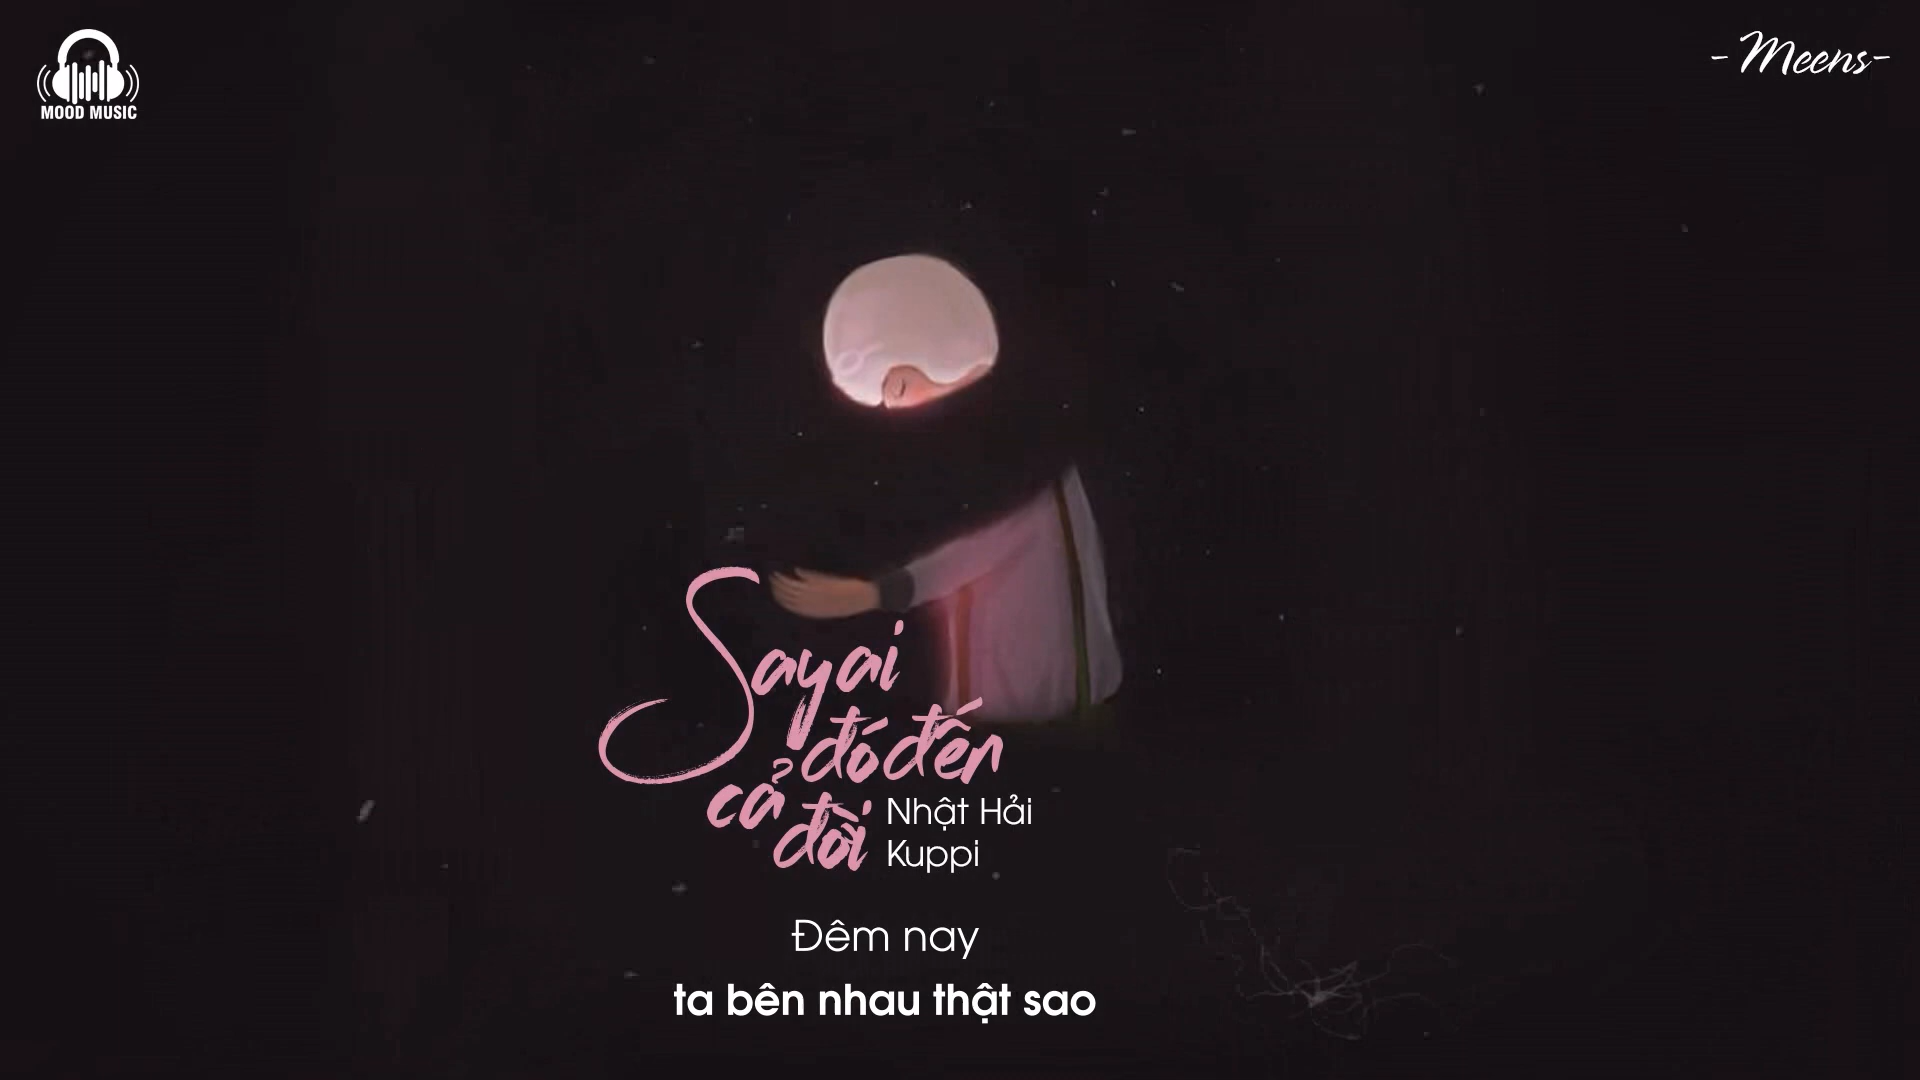 MOOD MUSIC
-Meens-
Say ai
đó đến
cả
đời
Nhật Hải
Kuppi
Đêm nay
ta bên nhau thật sao